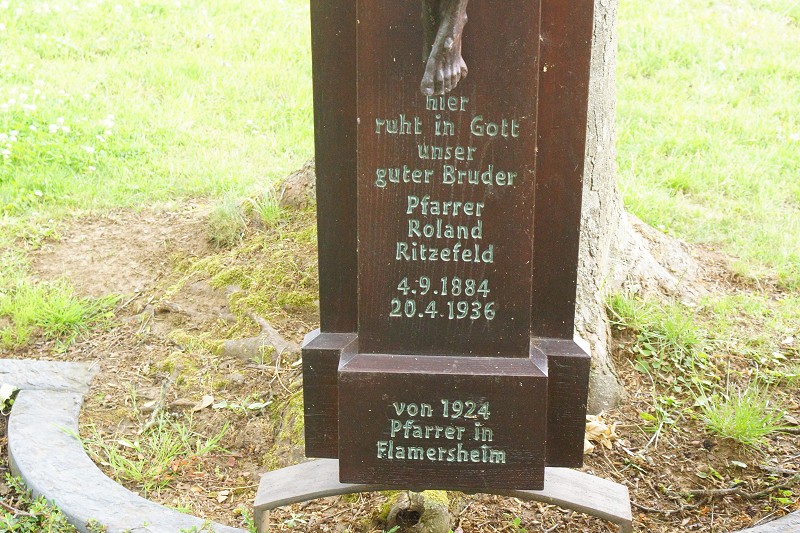 hier
ruht in Gott
unser
guter Bruder
Pfarrer
Roland
Ritzefeld
4.9.1884
20.4.1936
von 1924
Pfarrer in
Flamersheim